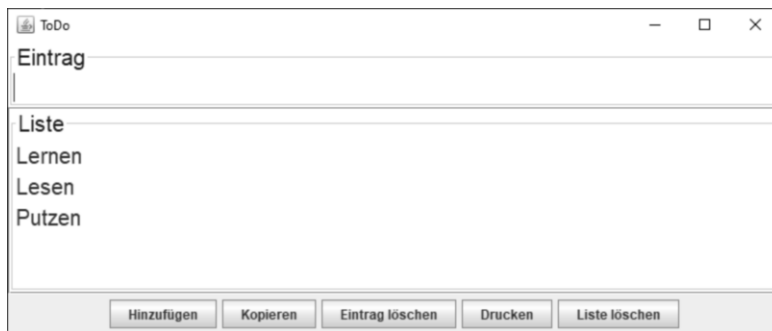 ToDo
Eintrag
Liste
Lernen
Lesen
Putzen
Hinzufügen Kopieren Eintrag löschen Drucken Liste löschen